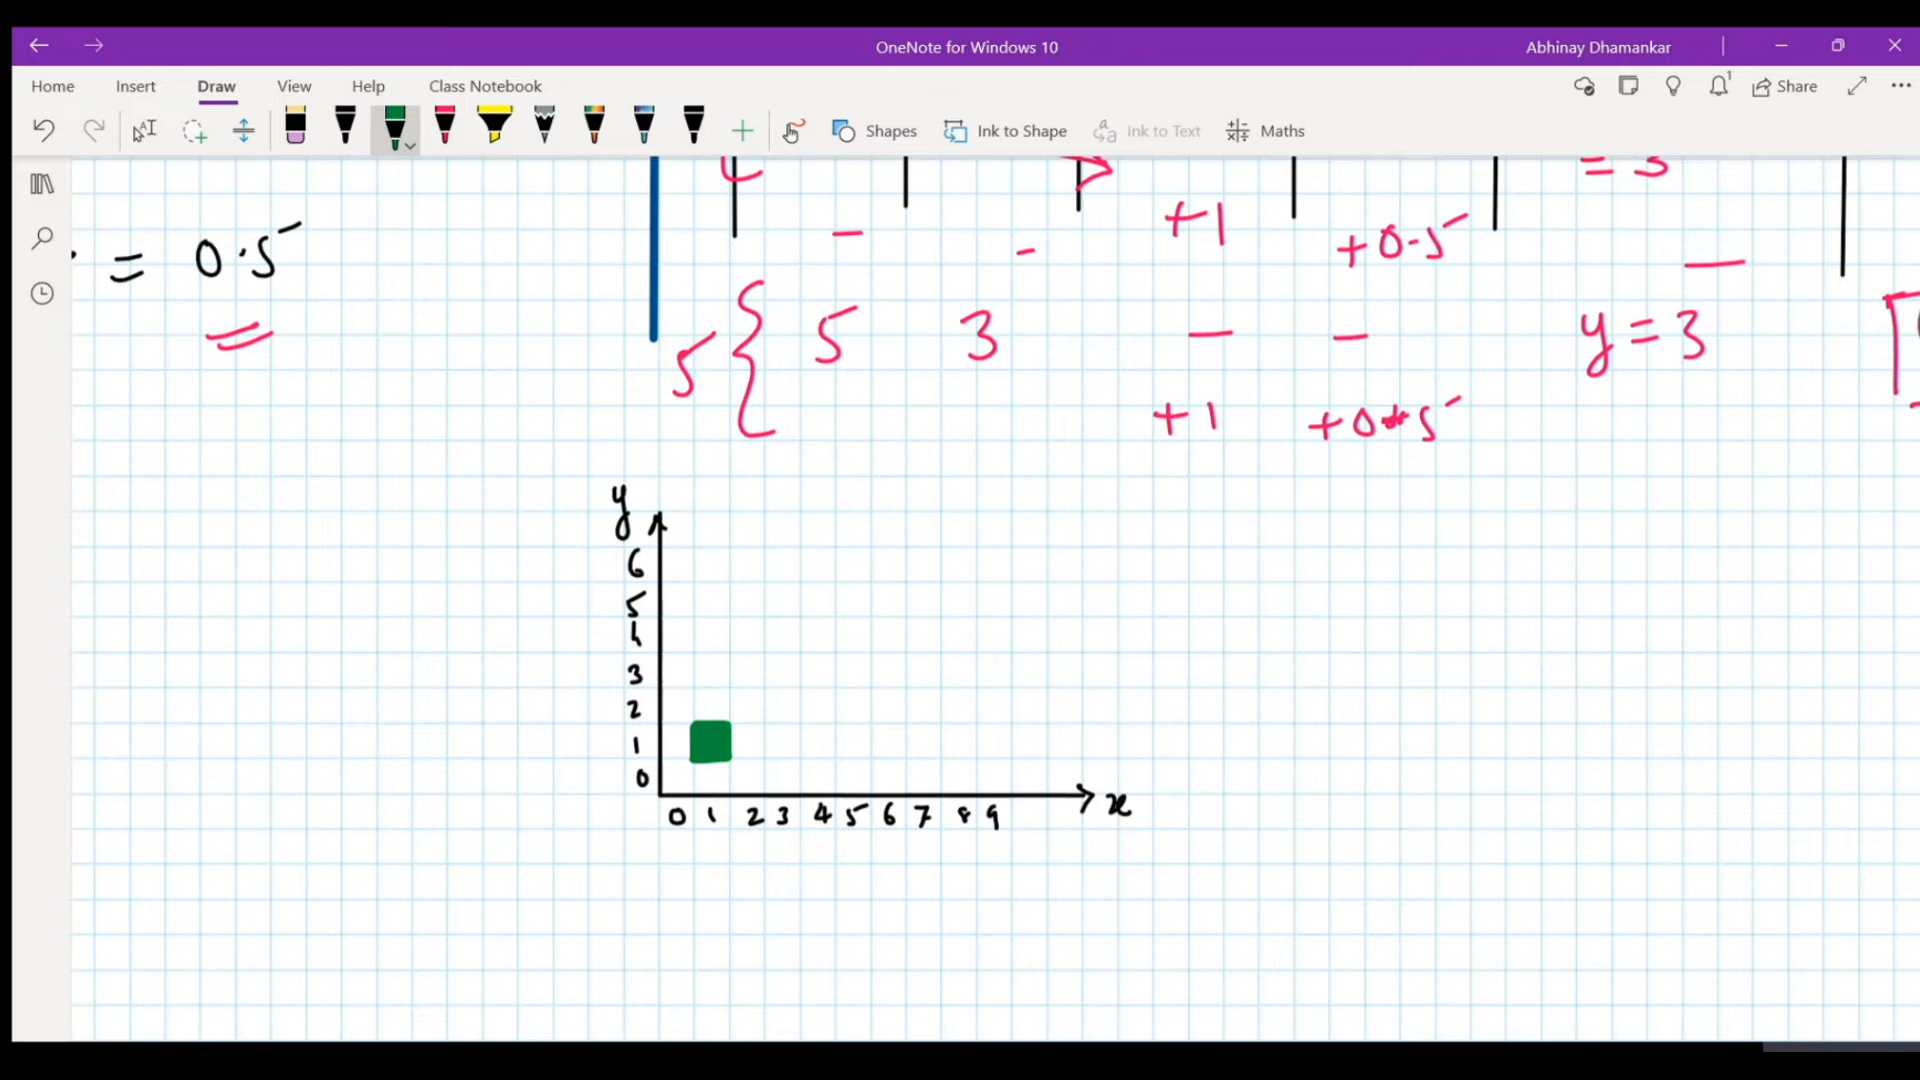 OneNote for Windows 10
Abhinay Dhamankar
Home Insert Draw View Help Class Notebook
1 Share
Shapes Ink to Shape Ink to Text Maths
= 3
+1
= 0.5
- - +0.5 —
5 { 5 3 - - y = 3
+1 +0.5
y
6
5
4
3
2
1
0
0 1 2 3 4 5 6 7 8 9 x